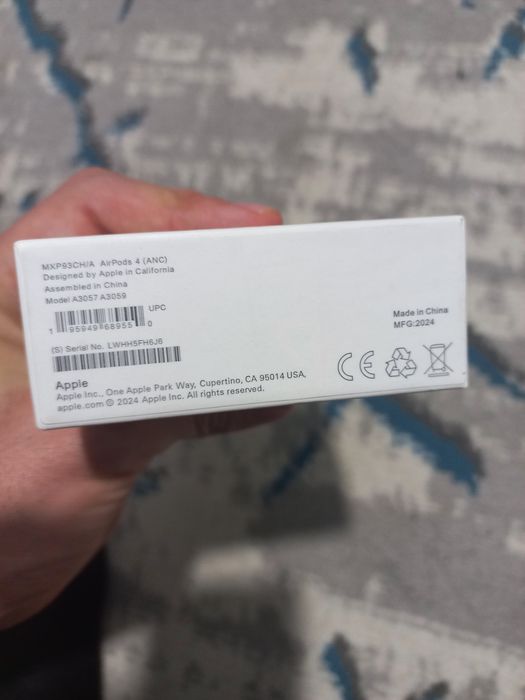 MXP93CH/A AirPods 4 (ANC)
Designed by Apple in California
Assembled in China
Model A3057 A3059
UPC
1 95949 68955 0
(S) Serial No. LWHH5FH6J6
Apple
Apple Inc., One Apple Park Way, Cupertino, CA 95014 USA,
apple.com © 2024 Apple Inc. All rights reserved.
Made in China
MFG:2024
CE